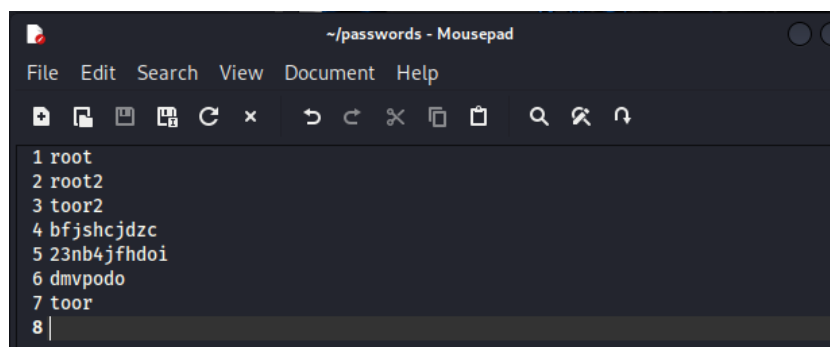 ~/passwords - Mousepad
File Edit Search View Document Help
1 root
2 root2
3 toor2
4 bfjshcjdzc
5 23nb4jfhdoi
6 dmvpodo
7 toor
8